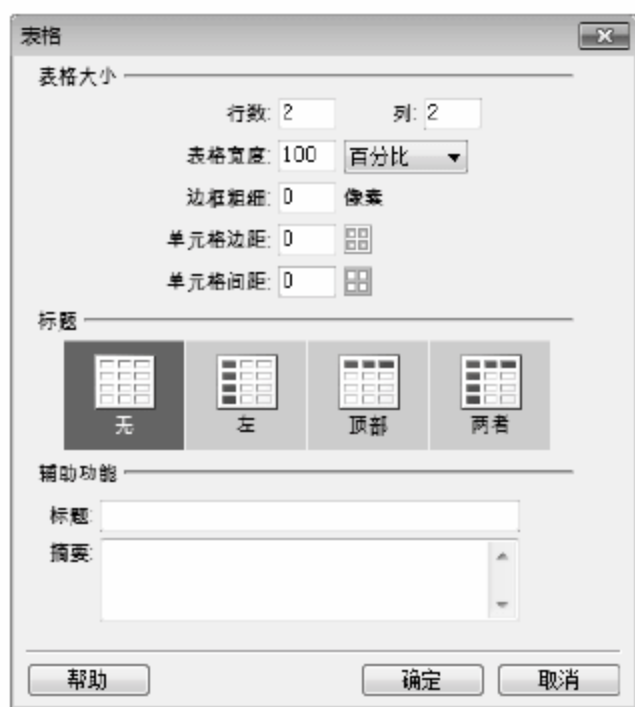 表格
表格大小
行数: 2 列: 2
表格宽度: 100 百分比
边框粗细: 0 像素
单元格边距: 0
单元格间距: 0
标题
无 左 顶部 两者
辅助功能
标题:
摘要:
帮助 确定 取消